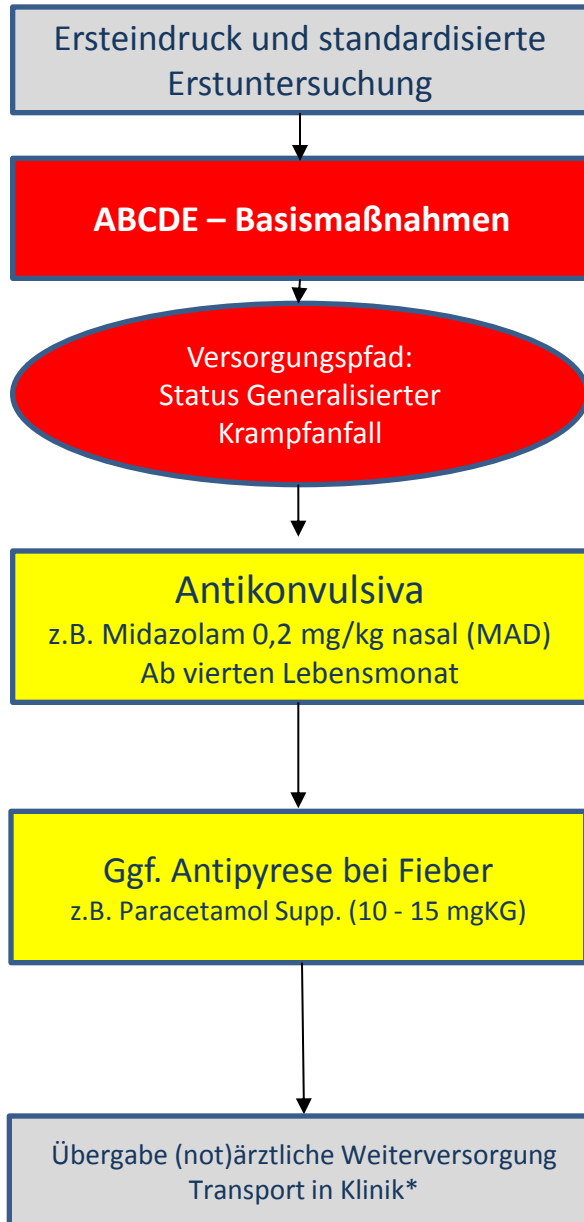 Ersteindruck und standardisierte
Erstuntersuchung
ABCDE – Basismaßnahmen
Versorgungspfad:
Status Generalisierter
Krampfanfall
Antikonvulsiva
z.B. Midazolam 0,2 mg/kg nasal (MAD)
Ab vierten Lebensmonat
Ggf. Antipyrese bei Fieber
z.B. Paracetamol Supp. (10 - 15 mgKG)
Übergabe (not)ärztliche Weiterversorgung
Transport in Klinik*